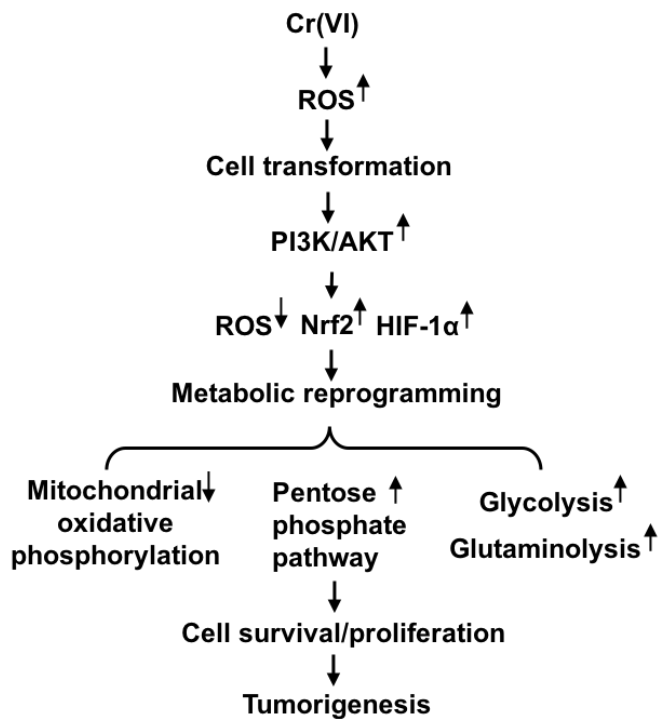 Cr(VI)
ROS
Cell transformation
PI3K/AKT
ROS Nrf2 HIF-1α
Metabolic reprogramming
Mitochondrial
oxidative
phosphorylation
Pentose
phosphate
pathway
Glycolysis
Glutaminolysis
Cell survival/proliferation
Tumorigenesis